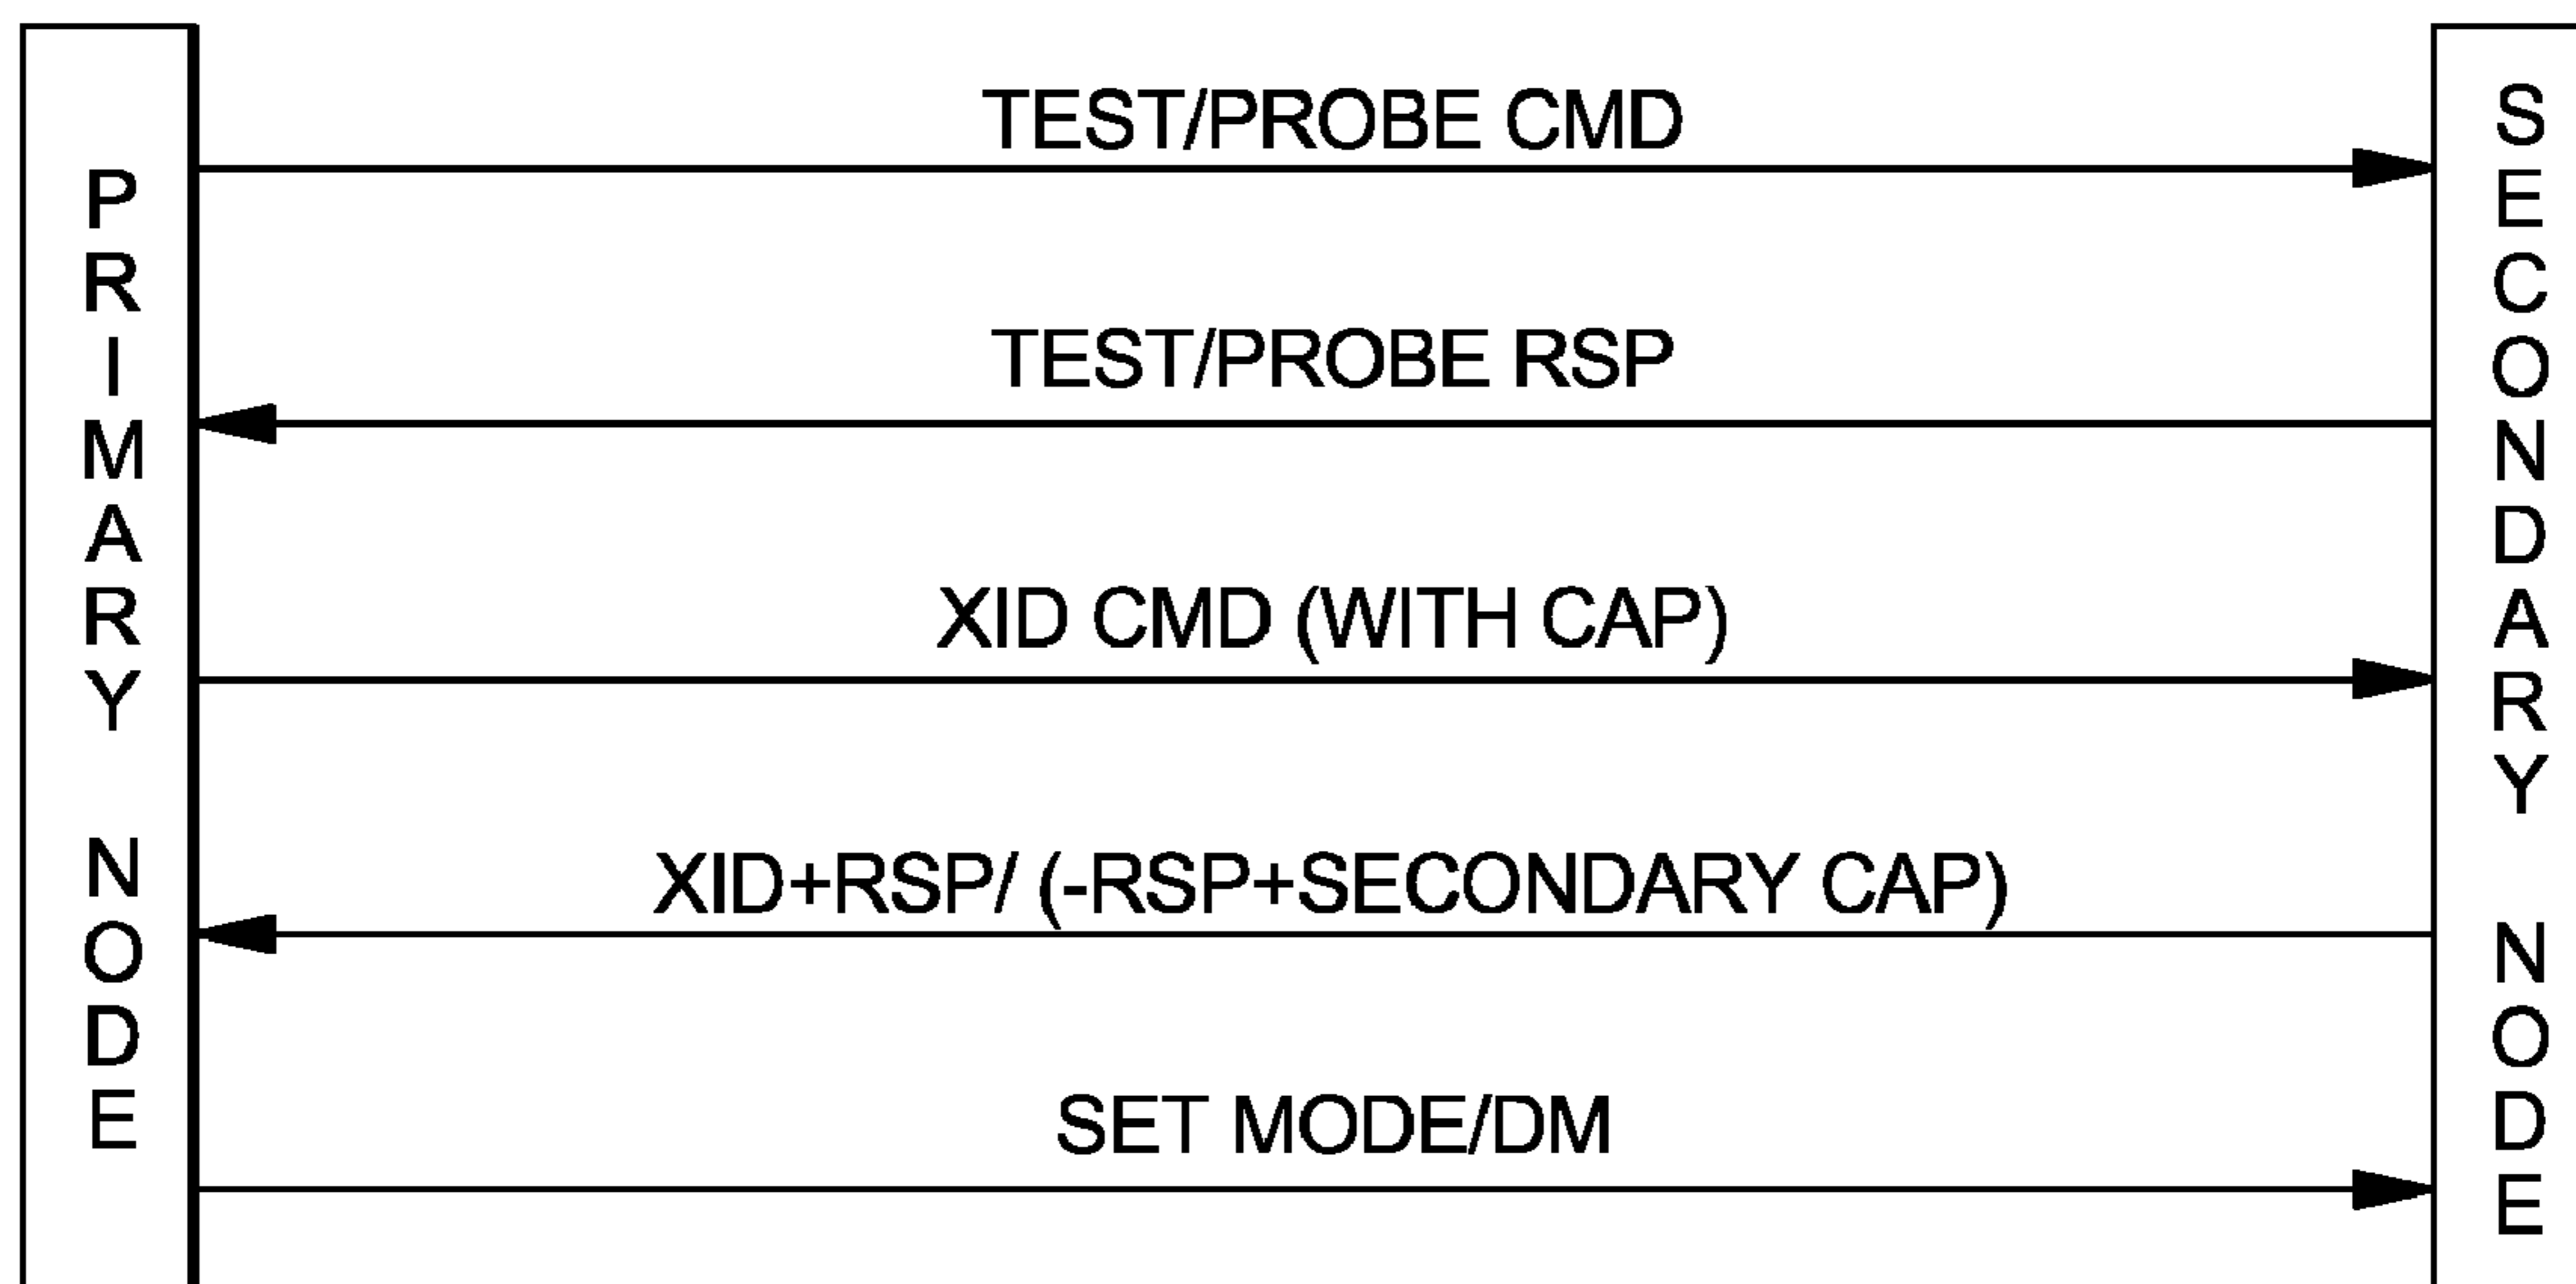 PRIMARY NODE
TEST/PROBE CMD
TEST/PROBE RSP
XID CMD (WITH CAP)
XID+RSP/ (-RSP+SECONDARY CAP)
SET MODE/DM
SECONDARY NODE